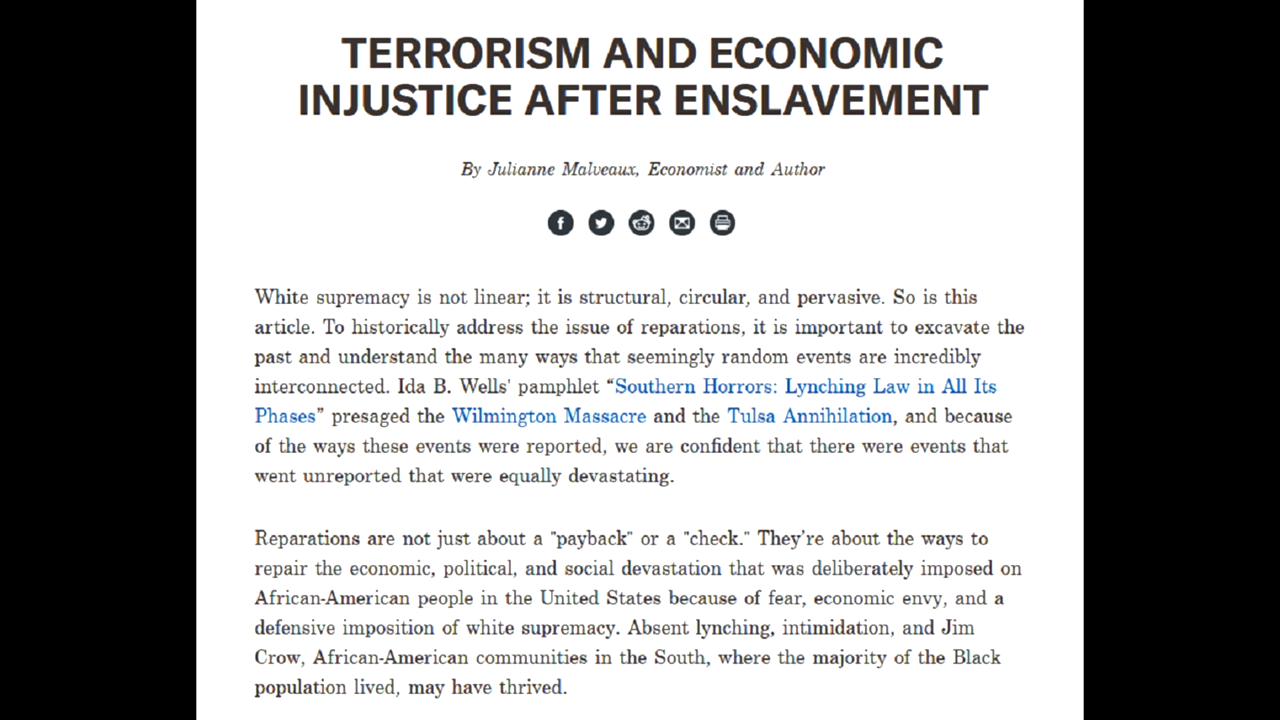 TERRORISM AND ECONOMIC
INJUSTICE AFTER ENSLAVEMENT
By Julianne Malveaux, Economist and Author
White supremacy is not linear; it is structural, circular, and pervasive. So is this
article. To historically address the issue of reparations, it is important to excavate the
past and understand the many ways that seemingly random events are incredibly
interconnected. Ida B. Wells' pamphlet “Southern Horrors: Lynching Law in All Its
Phases” presaged the Wilmington Massacre and the Tulsa Annihilation, and because
of the ways these events were reported, we are confident that there were events that
went unreported that were equally devastating.
Reparations are not just about a "payback" or a "check." They’re about the ways to
repair the economic, political, and social devastation that was deliberately imposed on
African-American people in the United States because of fear, economic envy, and a
defensive imposition of white supremacy. Absent lynching, intimidation, and Jim
Crow, African-American communities in the South, where the majority of the Black
population lived, may have thrived.